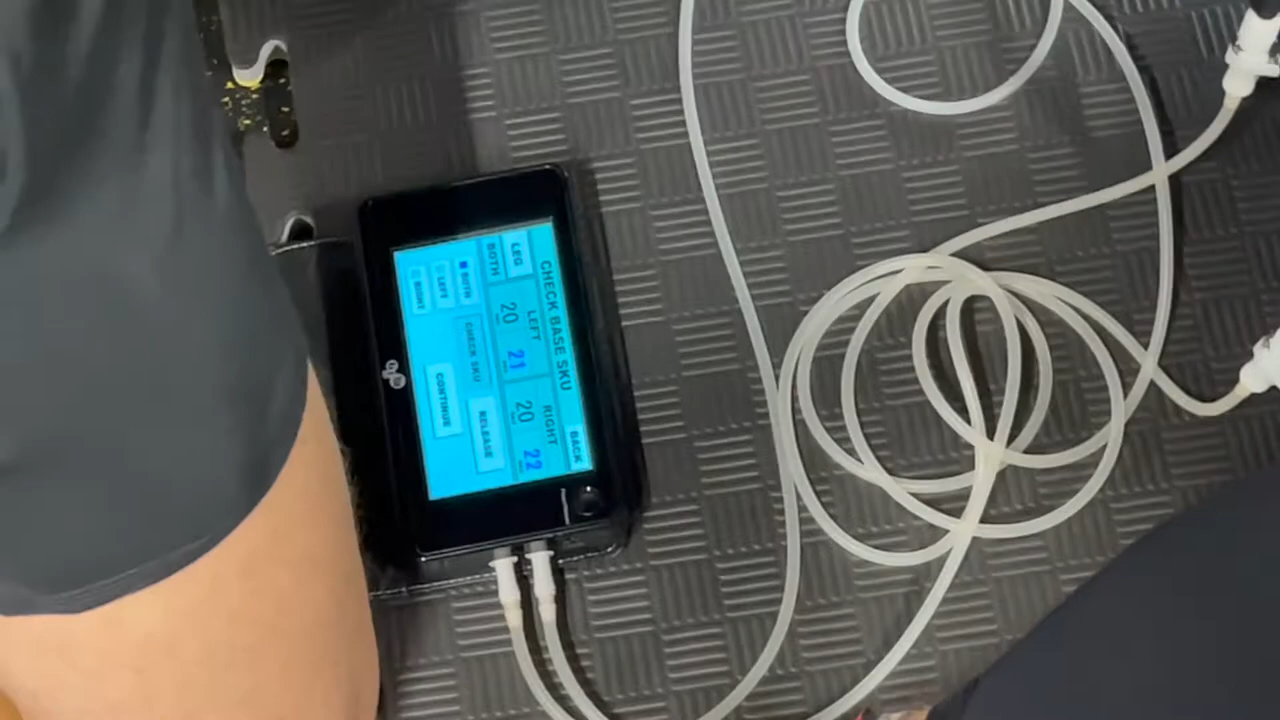 CHECK BASE SKU
BACK
LEG
LEFT
RIGHT
BOTH
20
21
20
22
BOTH
CHECK SKU
RELEASE
LEFT
RIGHT
CONTINUE